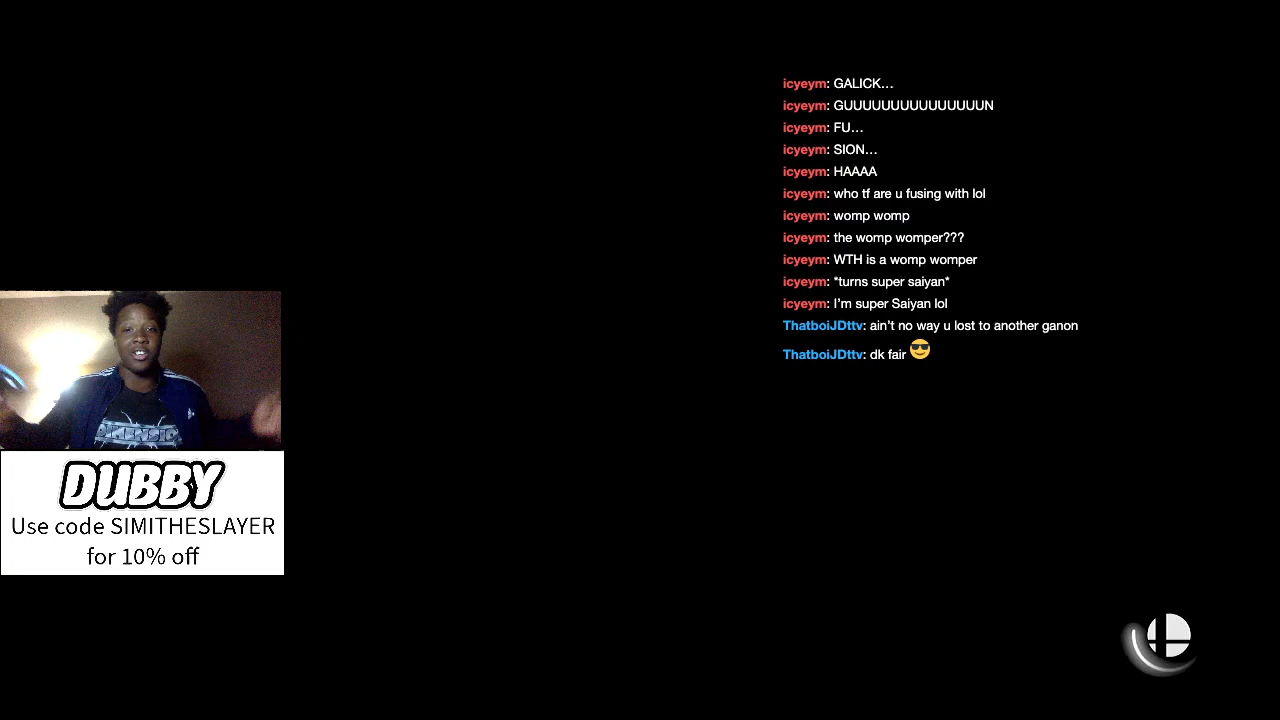 icyeym: GALICK…
icyeym: GUUUUUUUUUUUUUUUN
icyeym: FU…
icyeym: SION…
icyeym: HAAAA
icyeym: who tf are u fusing with lol
icyeym: womp womp
icyeym: the womp womper???
icyeym: WTH is a womp womper
icyeym: *turns super saiyan*
icyeym: I’m super Saiyan lol
ThatboiJDttv: ain’t no way u lost to another ganon
ThatboiJDttv: dk fair 😎
DIMENSIO
DUBBY
Use code SIMITHESLAYER
for 10% off